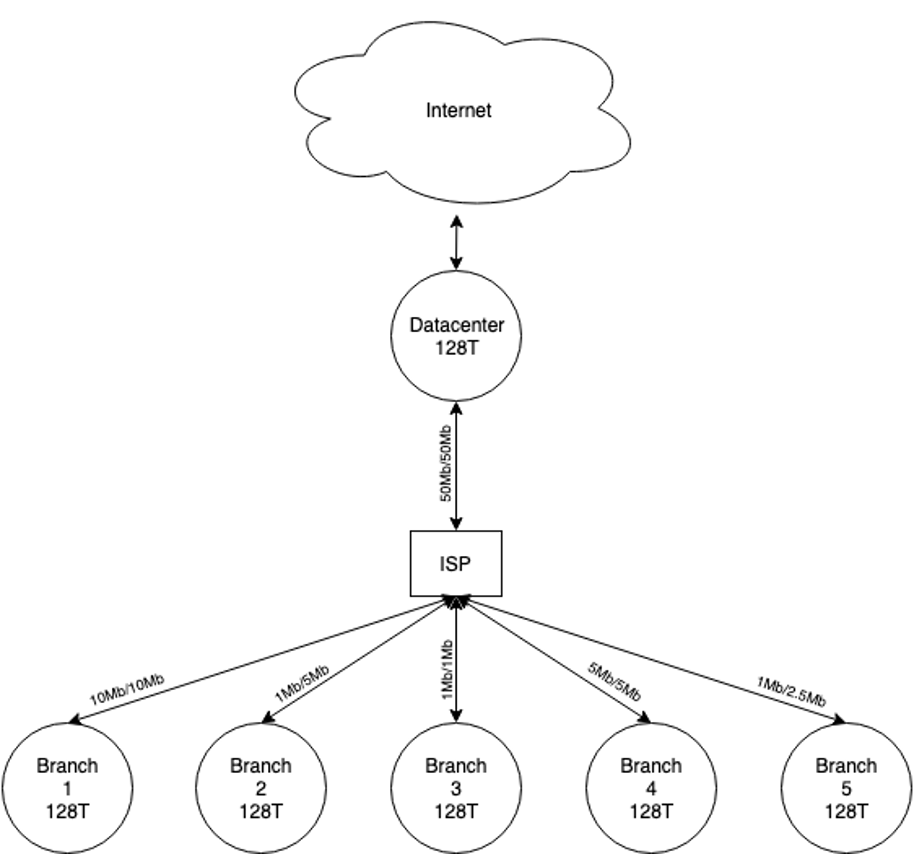 Internet
Datacenter
128T
50Mb/50Mb
ISP
10Mb/10Mb
1Mb/5Mb
1Mb/1Mb
5Mb/5Mb
1Mb/2.5Mb
Branch
1
128T
Branch
2
128T
Branch
3
128T
Branch
4
128T
Branch
5
128T